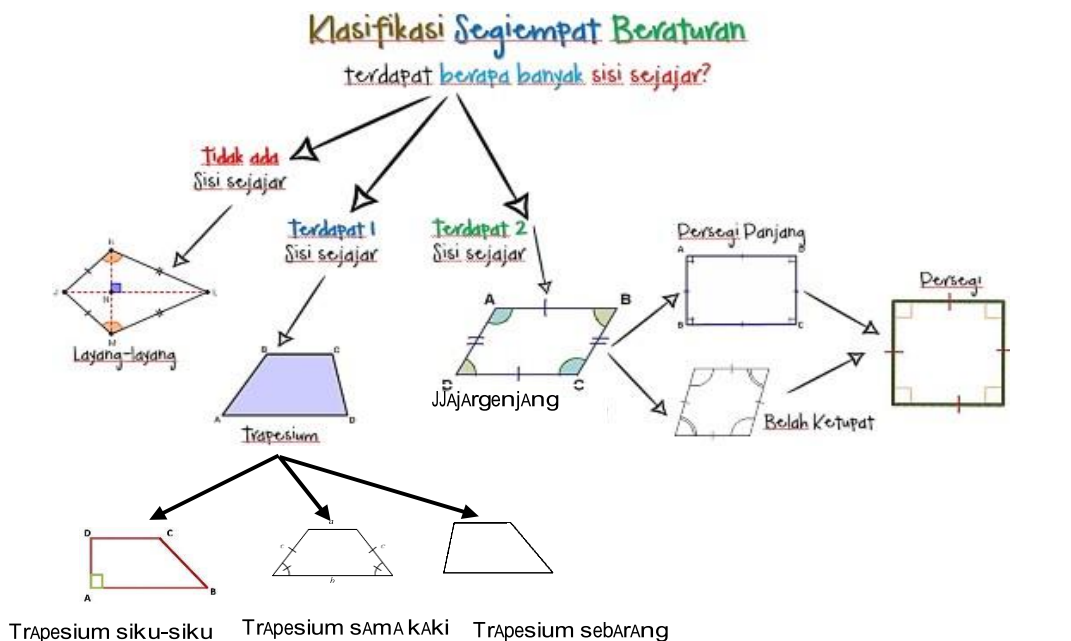 Klasifikasi Segiempat Beraturan
terdapat berapa banyak sisi sejajar?
Tidak ada
Sisi sejajar
Terdapat 1
Sisi sejajar
Terdapat 2
Sisi sejajar
K
J
N
L
M
Layang-layang
B
C
A
D
Trapesium
A
B
D
C
JJAjArgenjAng
Persegi Panjang
A
B
B
C
Belah Ketupat
Persegi
D
C
A
B
TrApesium siku-siku
a
c
c
b
TrApesium sAmA kAki
TrApesium sebArAng